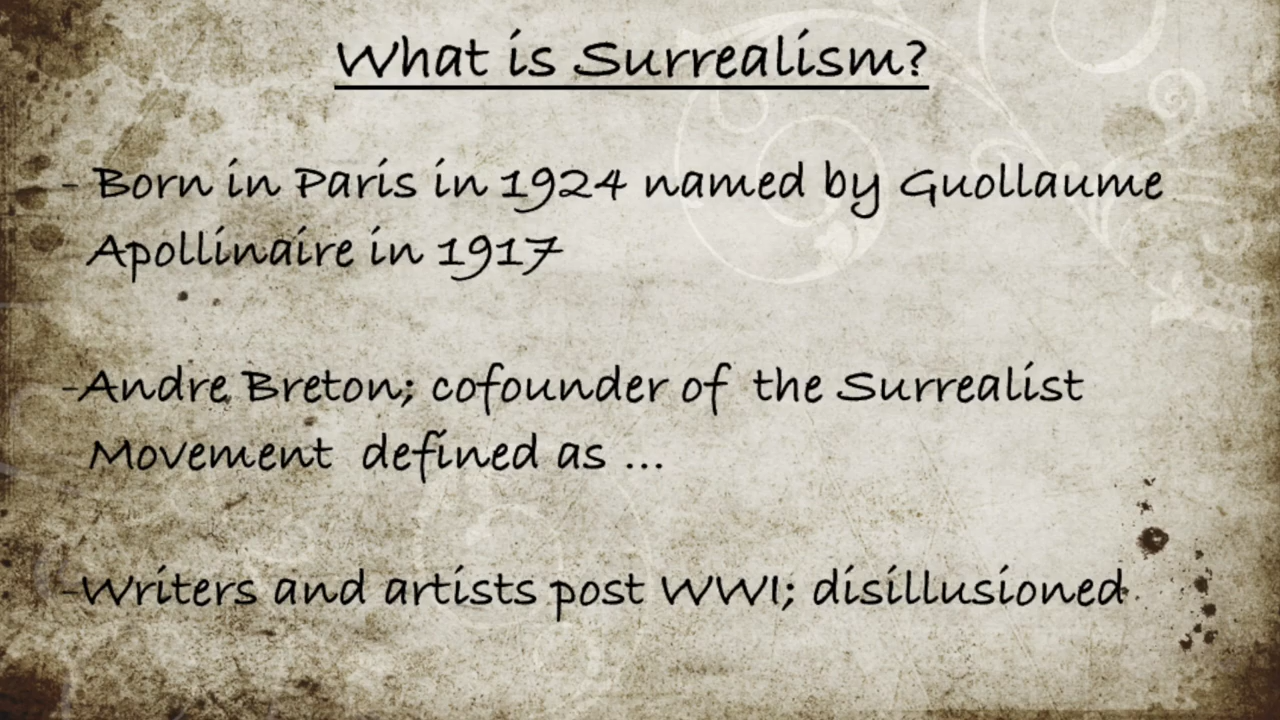 What is Surrealism?
- Born in Paris in 1924 named by Guollaume
Apollinaire in 1917
-Andre Breton; cofounder of the Surrealist
Movement defined as ...
-Writers and artists post WWI; disillusioned